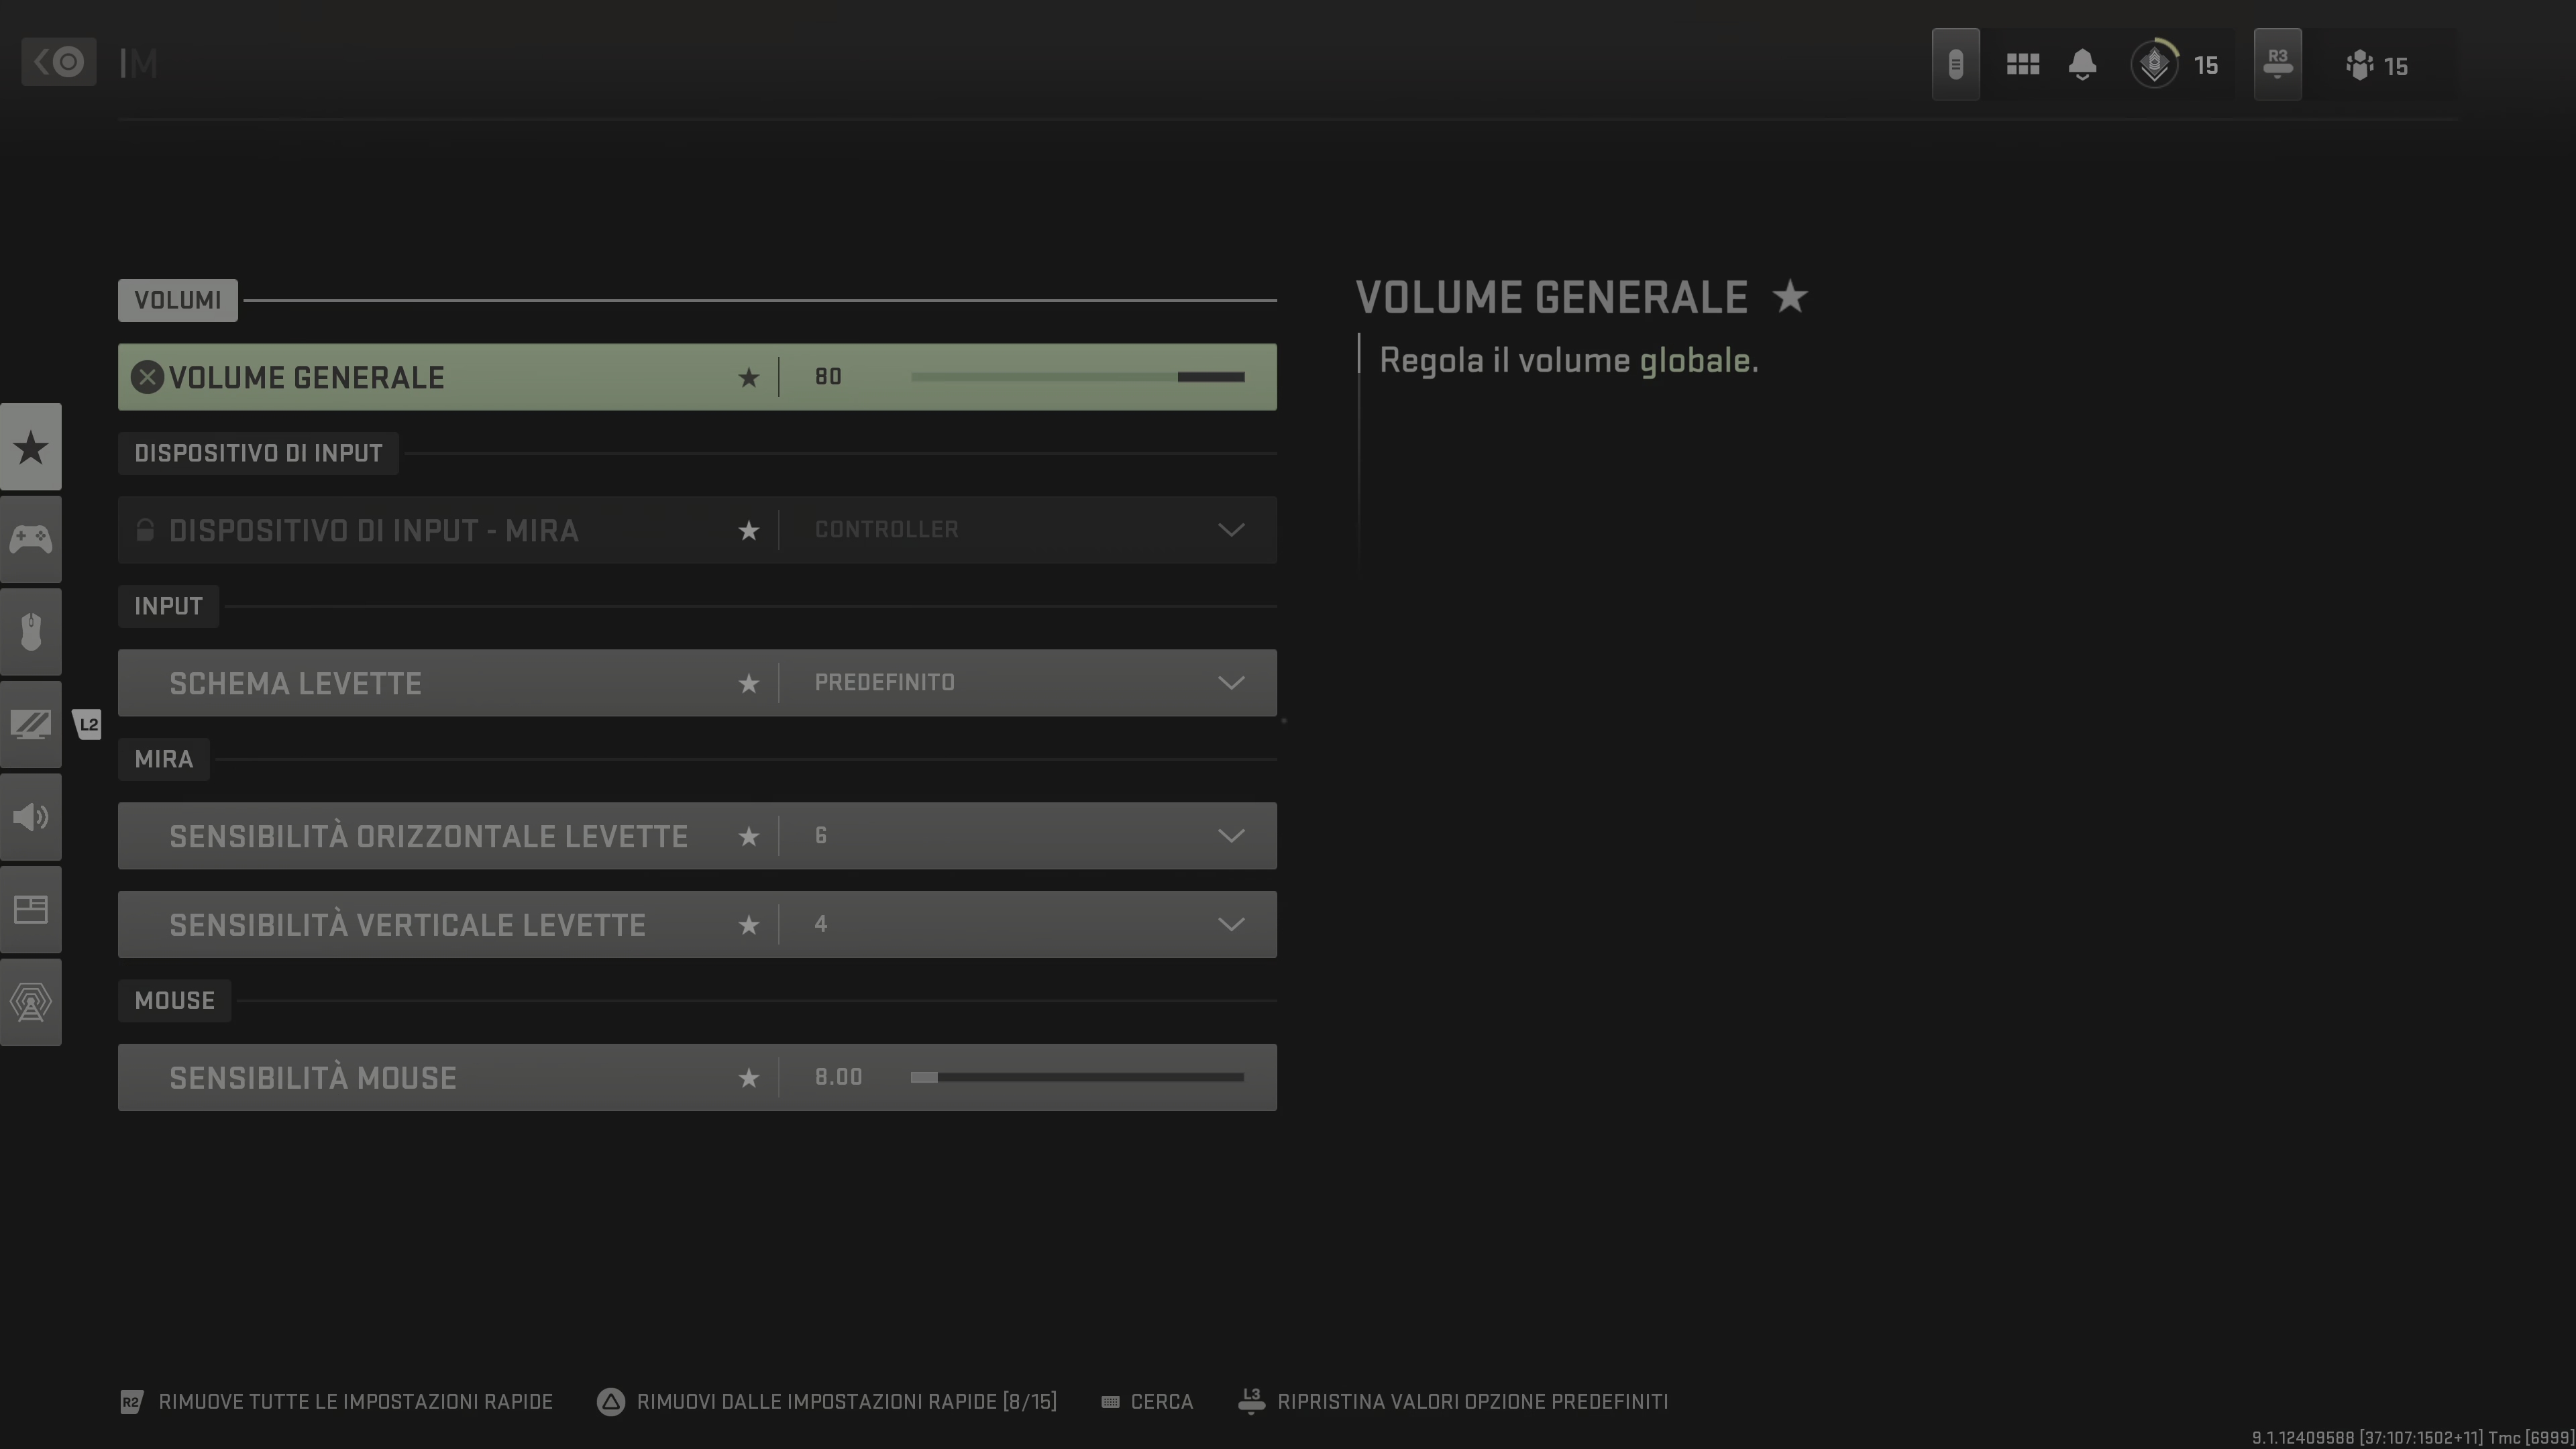 IM
15
R3
15
VOLUMI
VOLUME GENERALE
80
DISPOSITIVO DI INPUT
DISPOSITIVO DI INPUT - MIRA
CONTROLLER
INPUT
SCHEMA LEVETTE
PREDEFINITO
L2
MIRA
SENSIBILITÀ ORIZZONTALE LEVETTE
6
SENSIBILITÀ VERTICALE LEVETTE
4
MOUSE
SENSIBILITÀ MOUSE
8.00
VOLUME GENERALE
Regola il volume globale.
R2 RIMUOVE TUTTE LE IMPOSTAZIONI RAPIDE
RIMUOVI DALLE IMPOSTAZIONI RAPIDE [8/15]
CERCA
L3 RIPRISTINA VALORI OPZIONE PREDEFINITI
9.1.12409588 [37:107:1502+11] Tmc [6999]